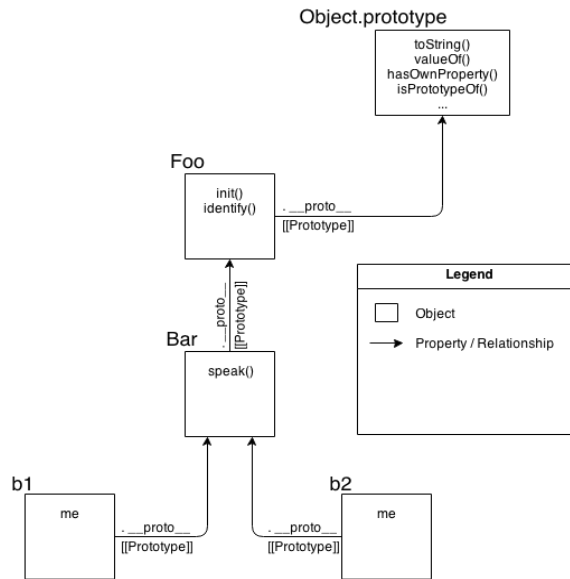 Object.prototype
toString()
valueOf()
hasOwnProperty()
isPrototypeOf()
...
Foo
init()
identify()
. __proto__
[[Prototype]]
. __proto__
[[Prototype]]
Legend
Object
Property / Relationship
Bar
speak()
b1
me
. __proto__
[[Prototype]]
b2
me
. __proto__
[[Prototype]]